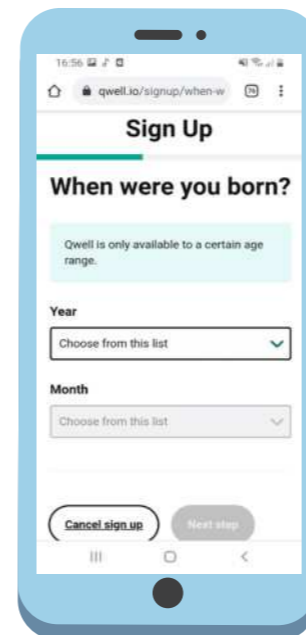 16:56
qwell.io/signup/when-w
Sign Up
When were you born?
Qwell is only available to a certain age
range.
Year
Choose from this list
Month
Choose from this list
Cancel sign up
Next step